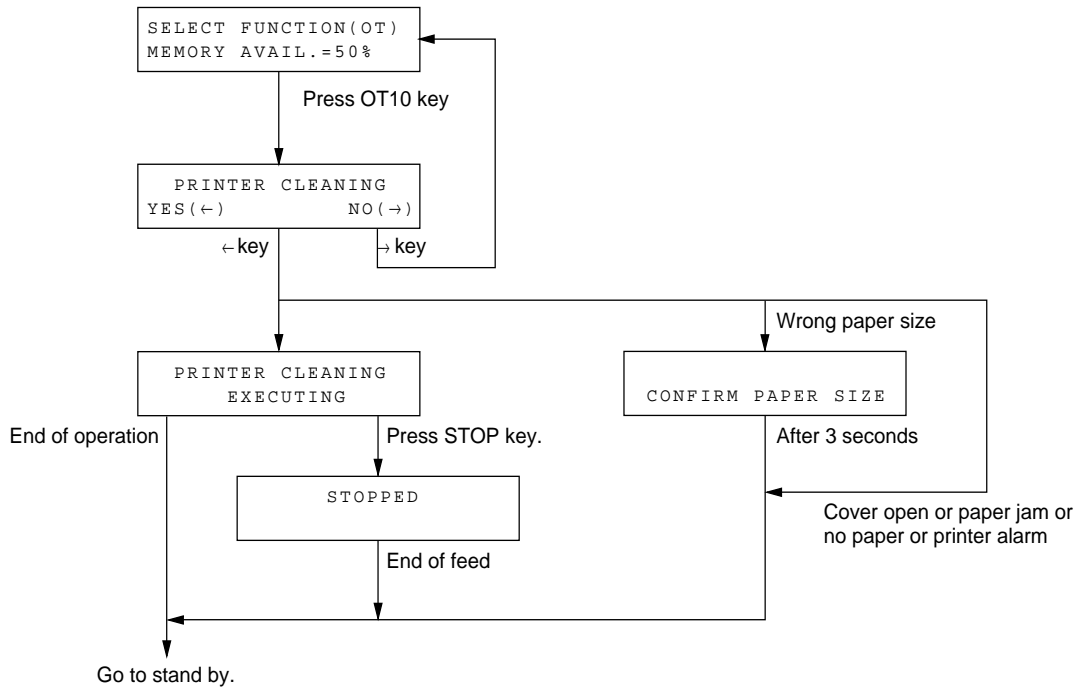 SELECT FUNCTION(OT)
MEMORY AVAIL.=50%
Press OT10 key
PRINTER CLEANING
YES(←) NO(→)
←key
→key
Wrong paper size
PRINTER CLEANING
EXECUTING
CONFIRM PAPER SIZE
End of operation
Press STOP key.
After 3 seconds
STOPPED
Cover open or paper jam or
no paper or printer alarm
End of feed
Go to stand by.